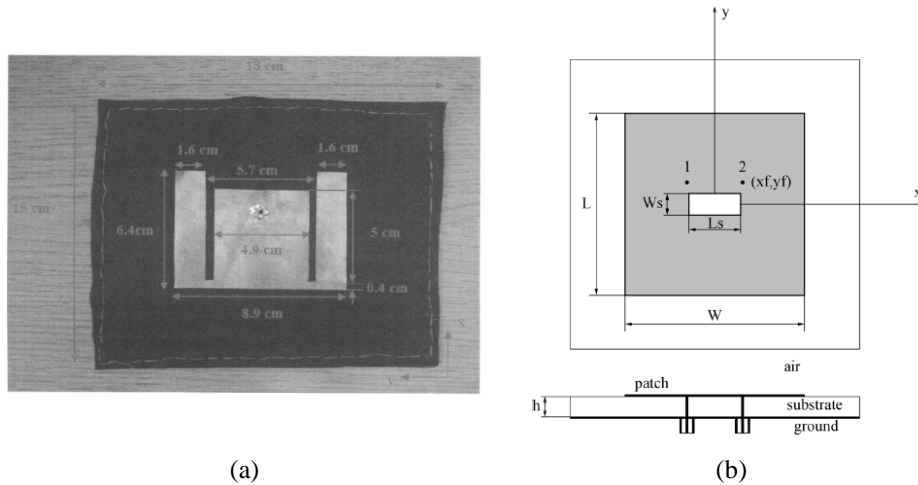 18 cm
1.6 cm
1.6 cm
5.7 cm
15 cm
6.4cm
4.9 cm
5 cm
0.4 cm
8.9 cm
x
y
(a)
y
x
1
2
(xf,yf)
L
Ws
Ls
W
air
patch
h
substrate
ground
(b)